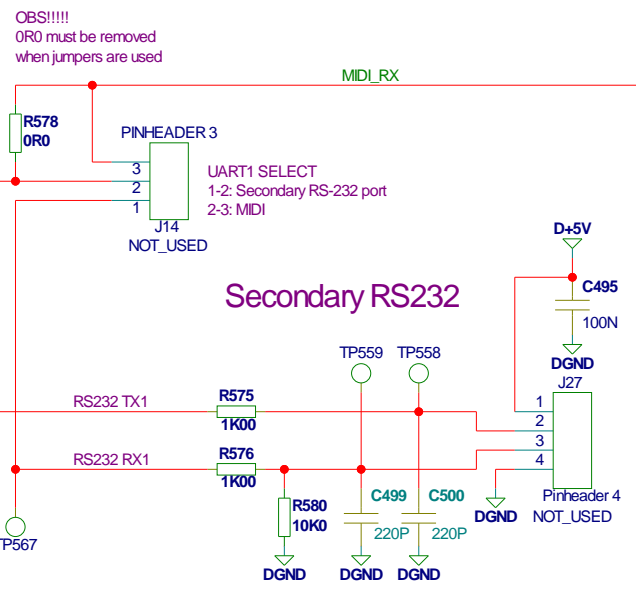 OBS!!!!!
0R0 must be removed
when jumpers are used
MIDI_RX
R578
0R0
PINHEADER 3
3
2
1
J14
NOT_USED
UART1 SELECT
1-2: Secondary RS-232 port
2-3: MIDI
D+5V
C495
100N
DGND
Secondary RS232
TP559
TP558
J27
RS232 TX1
R575
1K00
1
2
3
4
RS232 RX1
R576
1K00
R580
10K0
C499
220P
C500
220P
DGND
Pinheader 4
NOT_USED
TP567
DGND
DGND
DGND